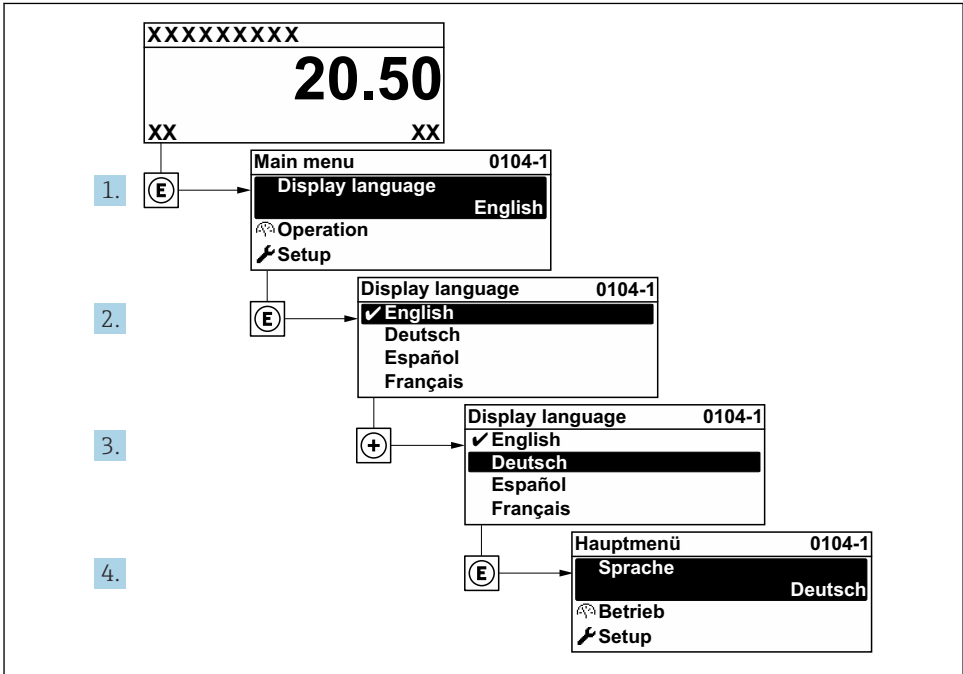 XXXXXXXXX
20.50
XX XX
1. E
Main menu 0104-1
Display language
English
Operation
Setup
2. E
Display language 0104-1
✔ English
Deutsch
Español
Français
3. +
Display language 0104-1
✔ English
Deutsch
Español
Français
4. E
Hauptmenü 0104-1
Sprache
Deutsch
Betrieb
Setup